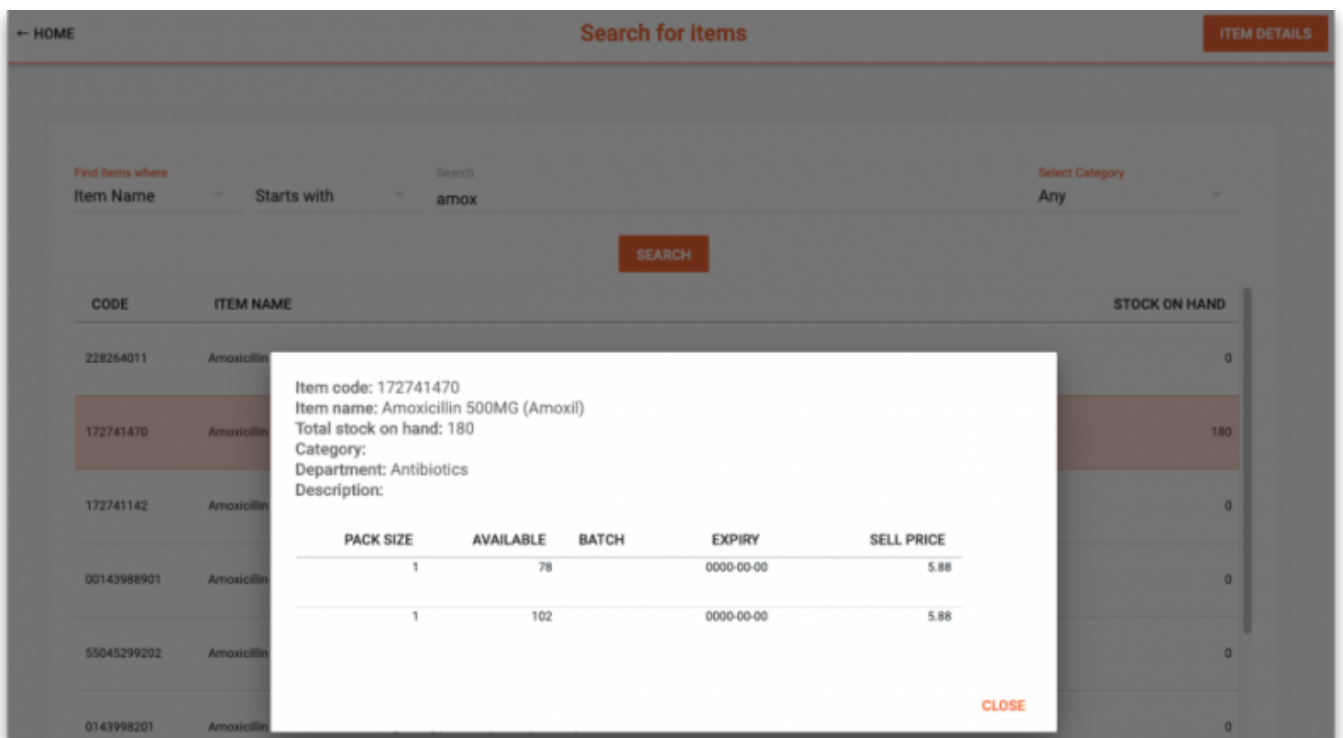 ← HOME Search for items ITEM DETAILS
Find items where Search Select Category
Item Name Starts with amox Any
SEARCH
CODE ITEM NAME STOCK ON HAND
228264011 Amoxicillin 0
Item code: 172741470
Item name: Amoxicillin 500MG (Amoxil)
172741470 Amoxicillin Total stock on hand: 180 180
Category:
Department: Antibiotics
Description:
172741142 Amoxicillin 0
PACK SIZE AVAILABLE BATCH EXPIRY SELL PRICE
1 78 0000-00-00 5.88
00143988901 Amoxicillin 0
1 102 0000-00-00 5.88
55045299202 Amoxicillin 0
CLOSE
0143998201 Amoxicillin 0